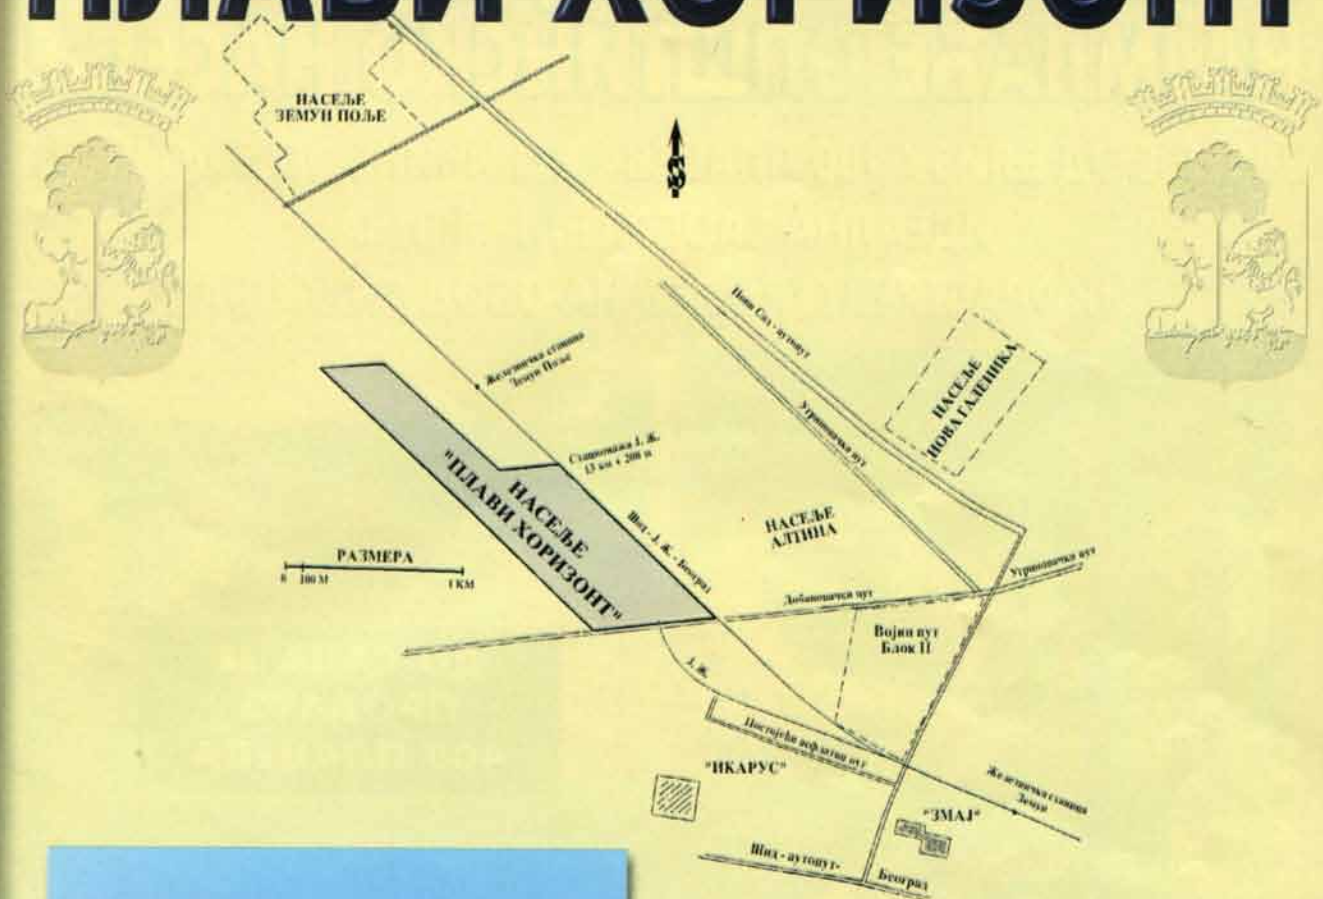 ПЛАВИ ХОРИЗОНТ
НАСЕЉЕ
ЗЕМУН ПОЉЕ
С
Нови Сад - аутопут
НАСЕЉЕ
НОВА ГАЛЕНИКА
Железничка станица
Земун Поље
Угриновачки пут
Стационажа Ј. Ж.
13 км + 200 м
НАСЕЉЕ
"ПЛАВИ ХОРИЗОНТ"
Шид - Ј. Ж. - Београд
НАСЕЉЕ
АЛТИНА
РАЗМЕРА
0 100 М 1 КМ
Добановачки пут
Угриновачки пут
Војни пут
Блок II
Ј. Ж.
Постојећи асфалтни пут
"ИКАРУС"
Железничка станица
Земун
"ЗМАЈ"
Шид - аутопут-
Београд